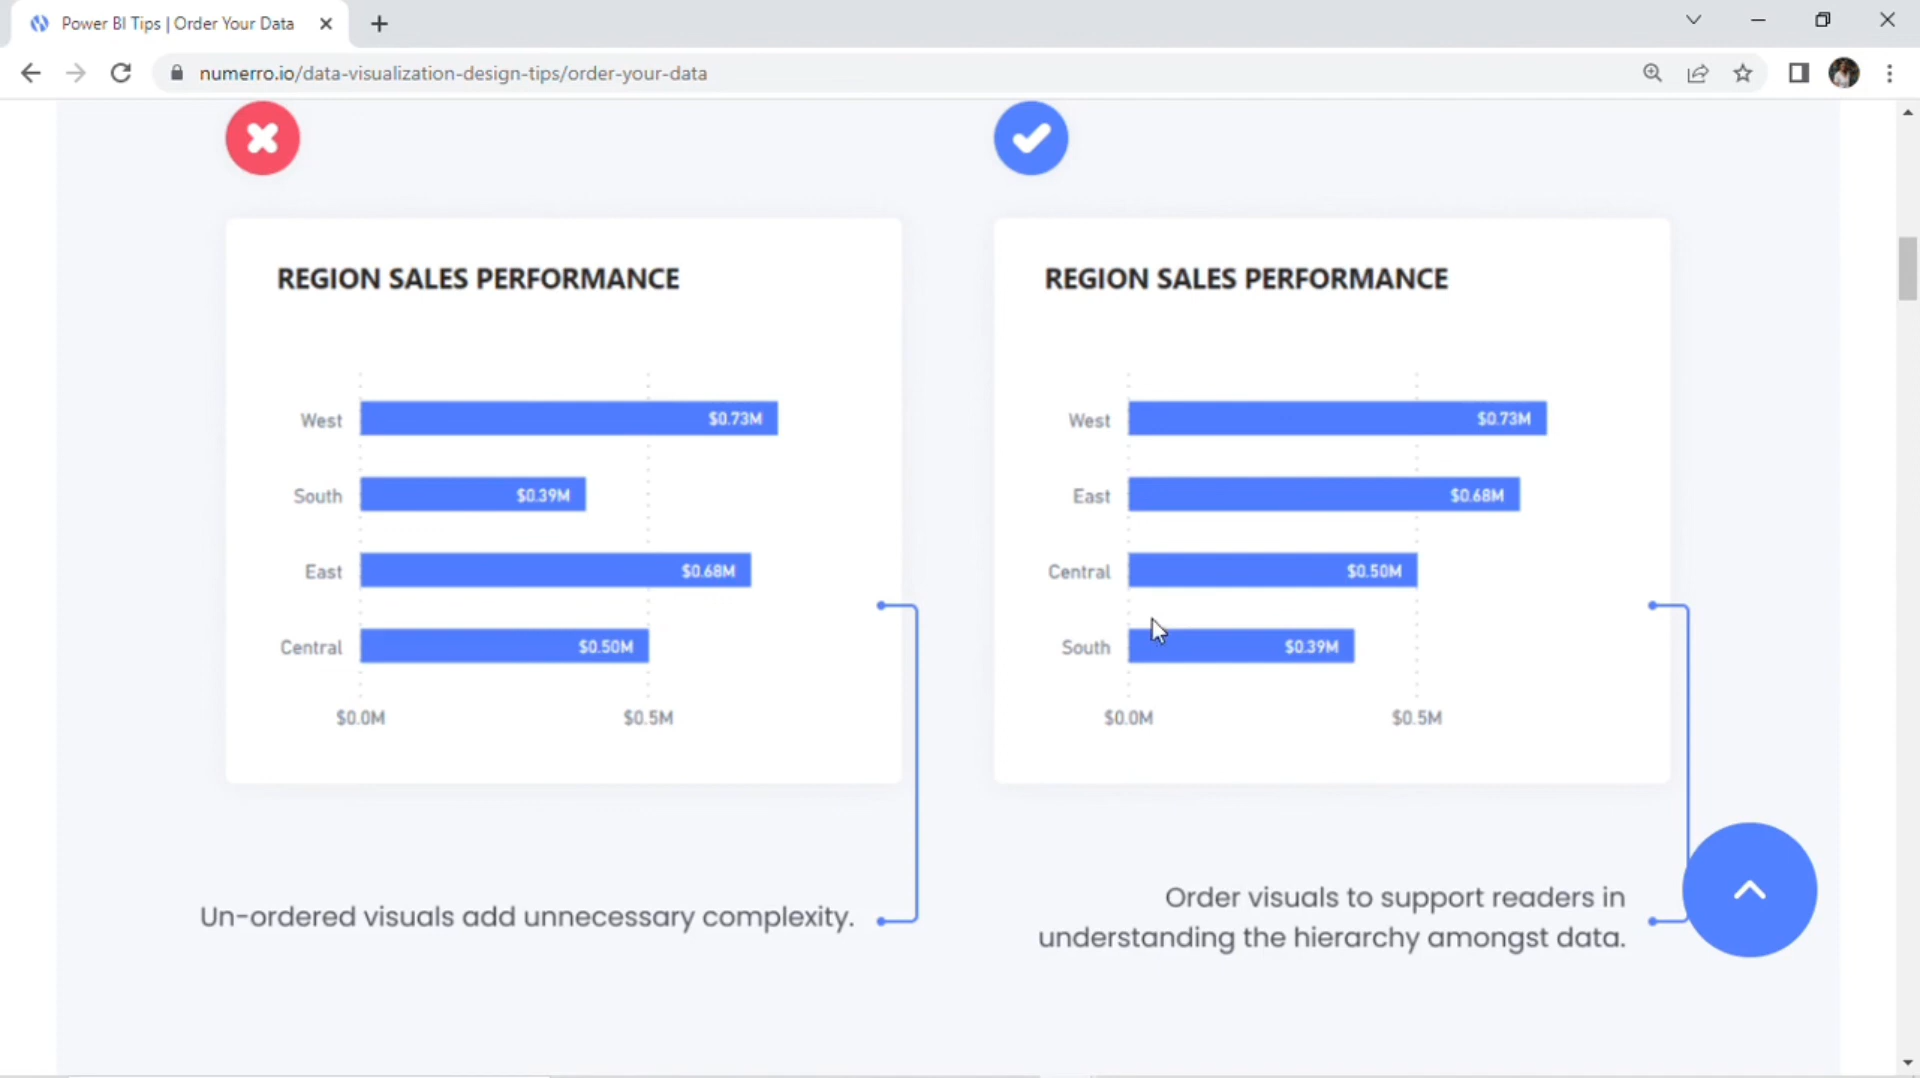 Power BI Tips | Order Your Data
numerro.io/data-visualization-design-tips/order-your-data
REGION SALES PERFORMANCE
West $0.73M
South $0.39M
East $0.68M
Central $0.50M
$0.0M $0.5M
Un-ordered visuals add unnecessary complexity.
REGION SALES PERFORMANCE
West $0.73M
East $0.68M
Central $0.50M
South $0.39M
$0.0M $0.5M
Order visuals to support readers in
understanding the hierarchy amongst data.